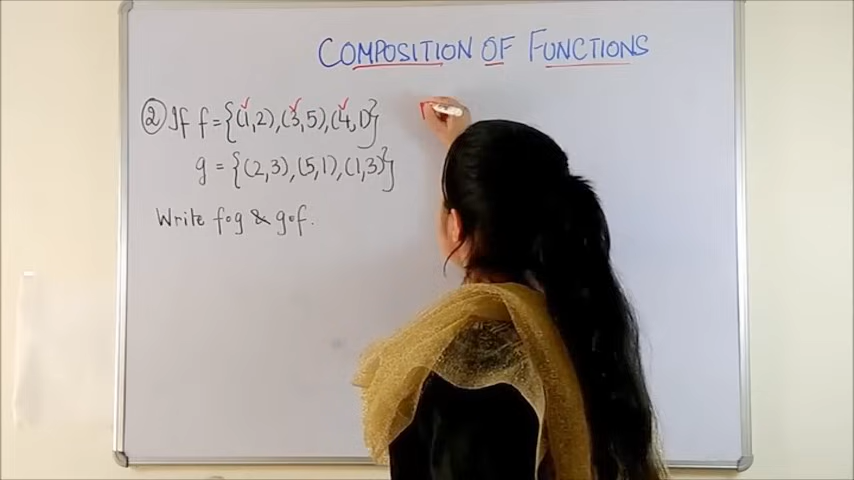 COMPOSITION OF FUNCTIONS
② If f = {(1,2),(3,5),(4,1)}
g = {(2,3),(5,1),(1,3)}
Write fog & gof.